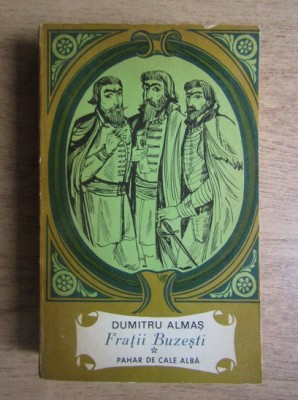 DUMITRU ALMAȘ
Frații Buzești
*
PAHAR DE CALE ALBĂ